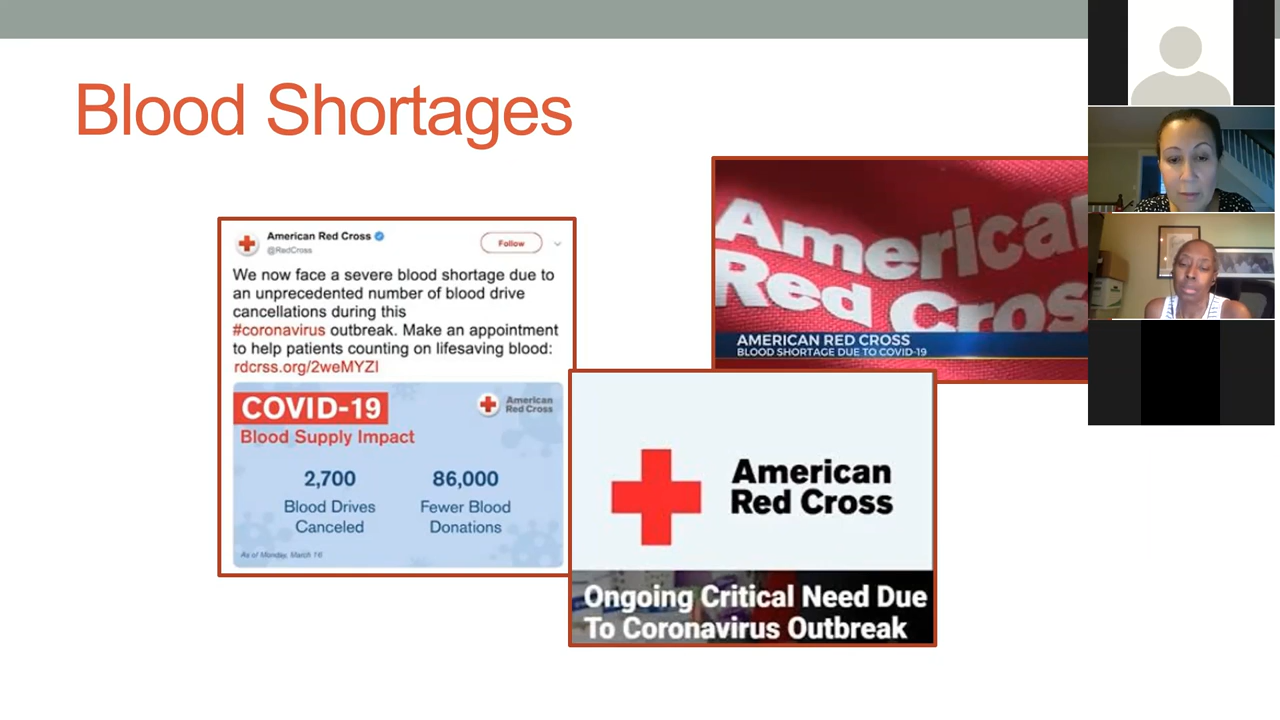 Blood Shortages
American Red Cross
@RedCross
Follow
We now face a severe blood shortage due to
an unprecedented number of blood drive
cancellations during this
#coronavirus outbreak. Make an appointment
to help patients counting on lifesaving blood:
rdcrss.org/2weMYZI
COVID-19
American
Red Cross
Blood Supply Impact
2,700
Blood Drives
Canceled
86,000
Fewer Blood
Donations
As of Monday, March 16
American
Red Cros
AMERICAN RED CROSS
BLOOD SHORTAGE DUE TO COVID-19
American
Red Cross
Ongoing Critical Need Due
To Coronavirus Outbreak